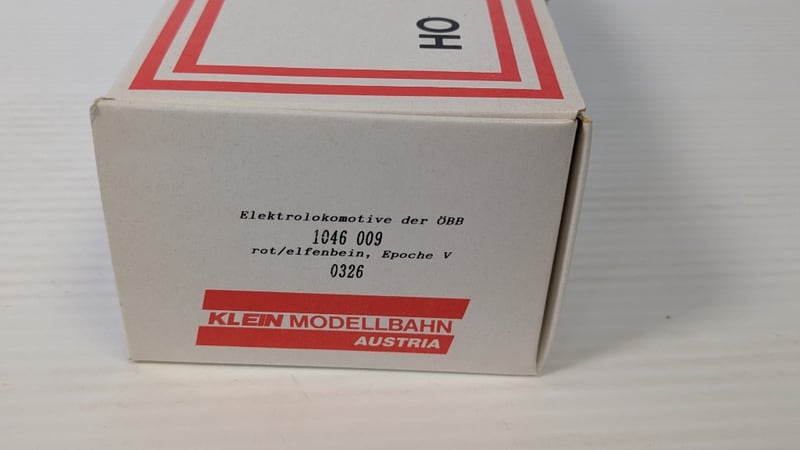 HO
Elektrolokomotive der ÖBB
1046 009
rot/elfenbein, Epoche V
0326
KLEIN MODELLBAHN
AUSTRIA